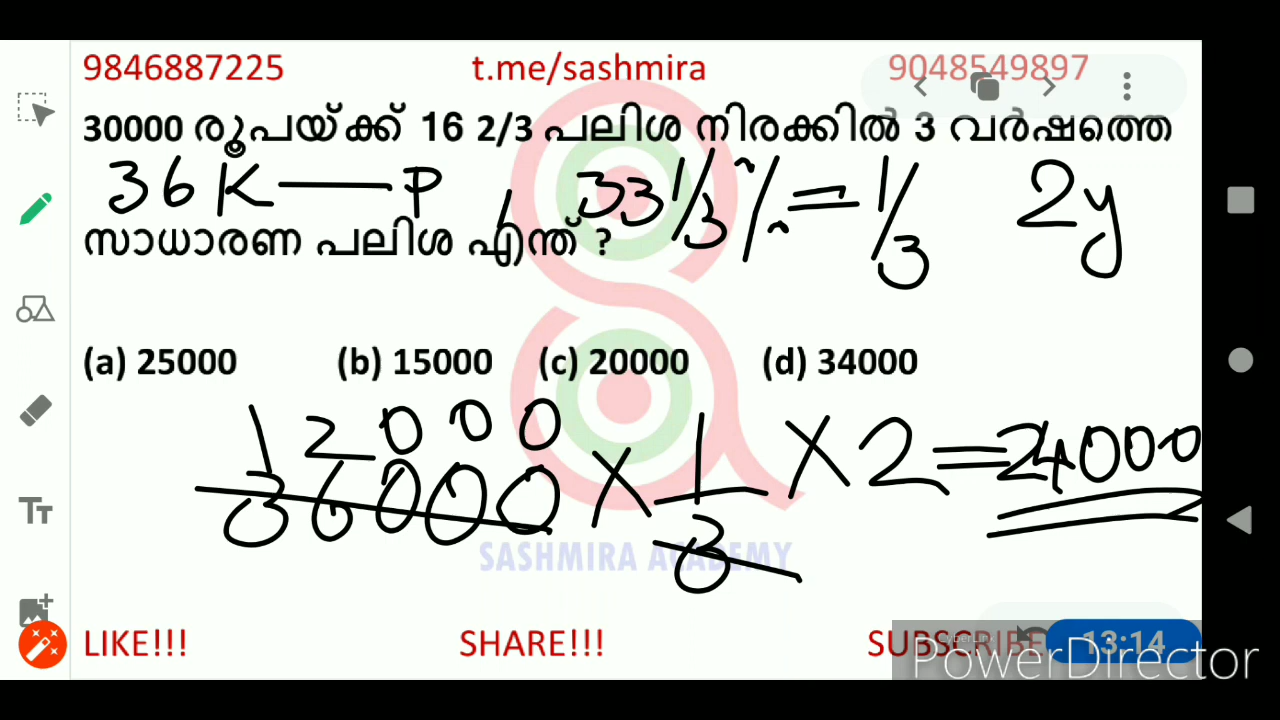 9846887225 t.me/sashmira 9048549897
30000 രൂപയ്ക്ക് 16 2/3 പലിശ നിരക്കിൽ 3 വർഷത്തെ
36K — P 33 1/3 % = 1/3 2y
സാധാരണ പലിശ എന്ത് ?
(a) 25000 (b) 15000 (c) 20000 (d) 34000
12000
36000 × 1/3 × 2 = 24000
SASHMIRA ACADEMY
LIKE!!! SHARE!!! SUBSCRIBE 13:14
CyberLink
PowerDirector
TT